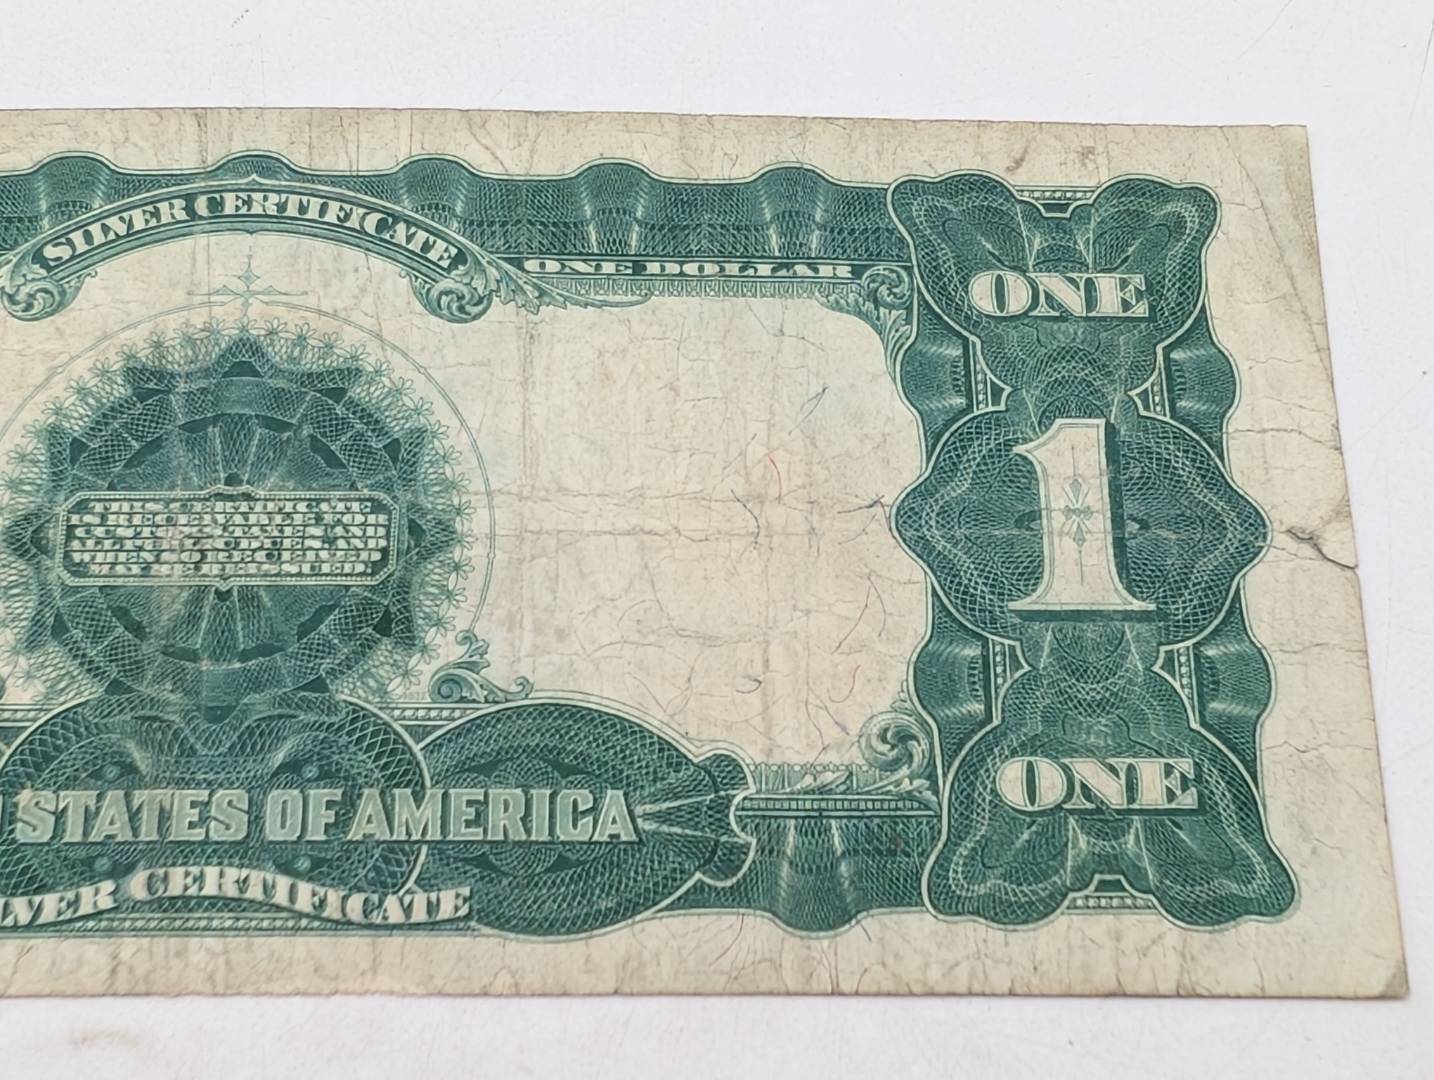 SILVER CERTIFICATE
ONE DOLLAR
ONE
THIS CERTIFICATE
IS RECEIVABLE FOR
CUSTOMS, TAXES AND
ALL PUBLIC DUES AND
WHEN SO RECEIVED
MAY BE REISSUED.
1
STATES OF AMERICA
ONE
LVER CERTIFICATE